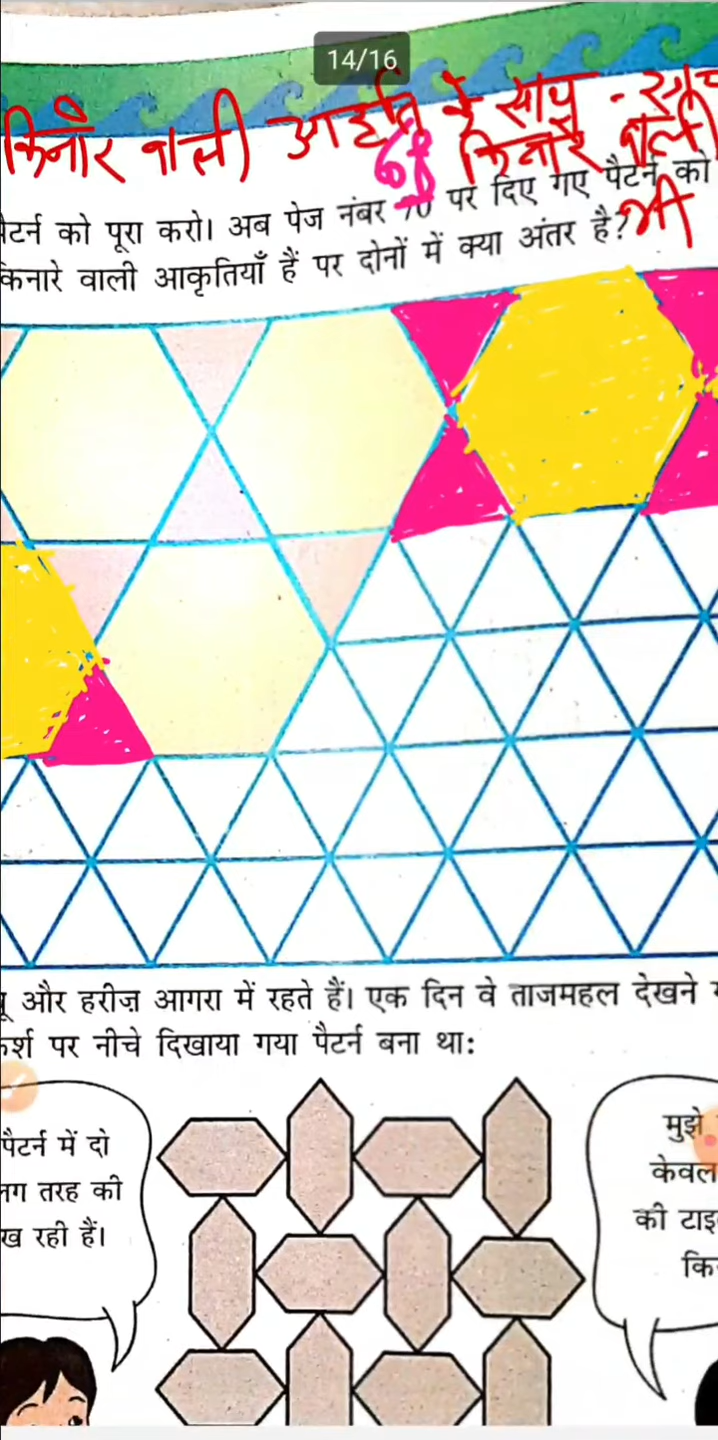 14/16
किनारे वाली आकृति के साथ -
68 किनारे वाली
भी
पैटर्न को पूरा करो। अब पेज नंबर 70 पर दिए गए पैटर्न को
किनारे वाली आकृतियाँ हैं पर दोनों में क्या अंतर है?
और हरीज़ आगरा में रहते हैं। एक दिन वे ताजमहल देखने
फ़र्श पर नीचे दिखाया गया पैटर्न बना था:
पैटर्न में दो
तरह की
रही हैं।
मुझे
केवल
की टाइ
कि